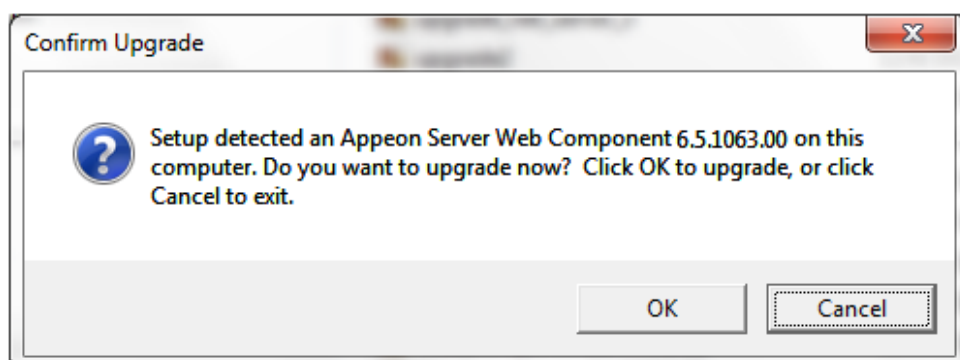 Confirm Upgrade
Setup detected an Appeon Server Web Component 6.5.1063.00 on this
computer. Do you want to upgrade now?  Click OK to upgrade, or click
Cancel to exit.
OK
Cancel